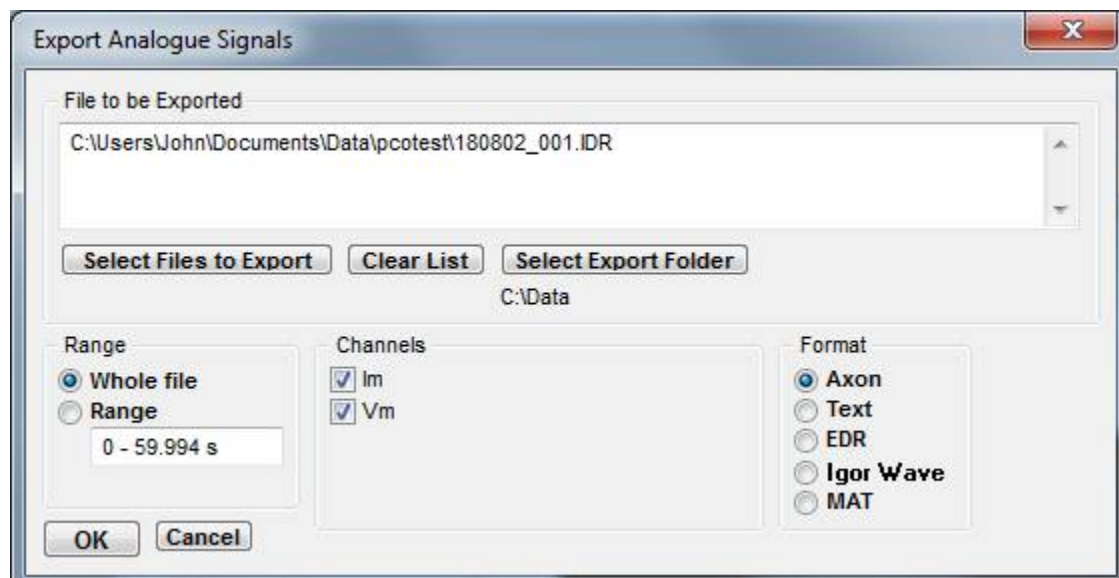 Export Analogue Signals
X
File to be Exported
C:\Users\John\Documents\Data\pcotest\180802_001.IDR
Select Files to Export Clear List Select Export Folder
C:\Data
Range
Whole file
Range
0 - 59.994 s
Channels
Im
Vm
Format
Axon
Text
EDR
Igor Wave
MAT
OK Cancel